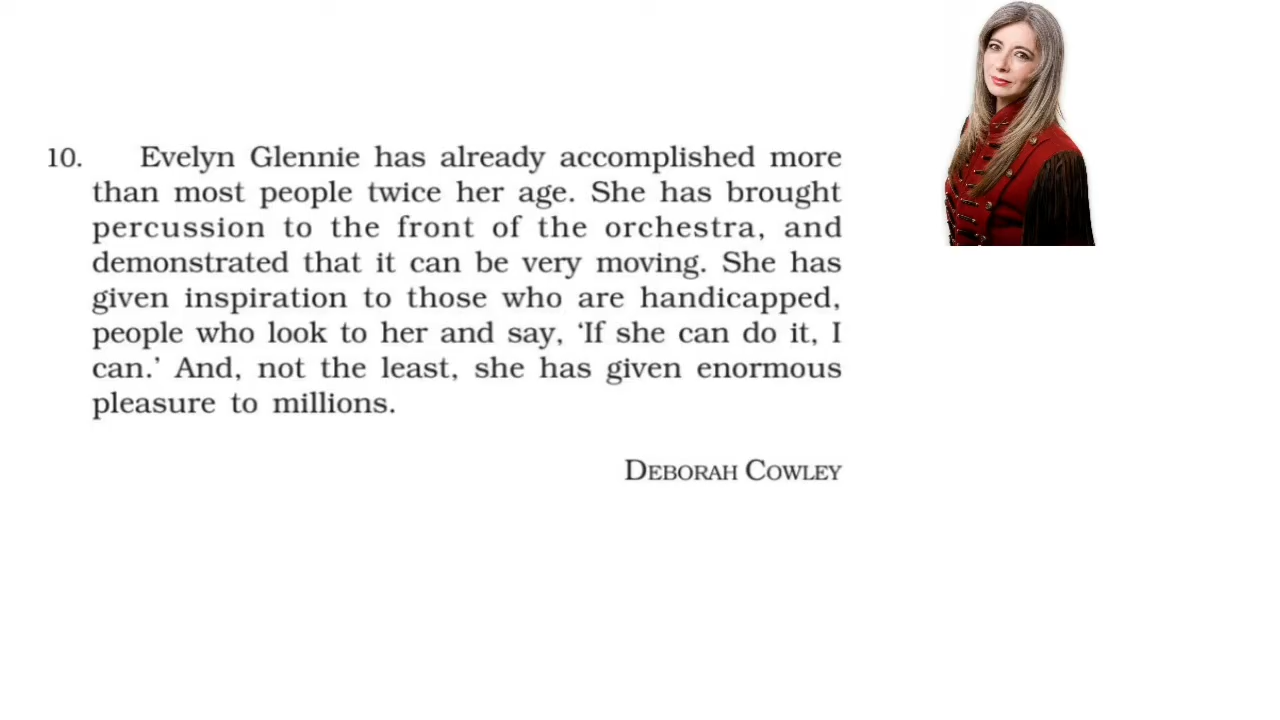 10. Evelyn Glennie has already accomplished more
than most people twice her age. She has brought
percussion to the front of the orchestra, and
demonstrated that it can be very moving. She has
given inspiration to those who are handicapped,
people who look to her and say, ‘If she can do it, I
can.’ And, not the least, she has given enormous
pleasure to millions.
DEBORAH COWLEY